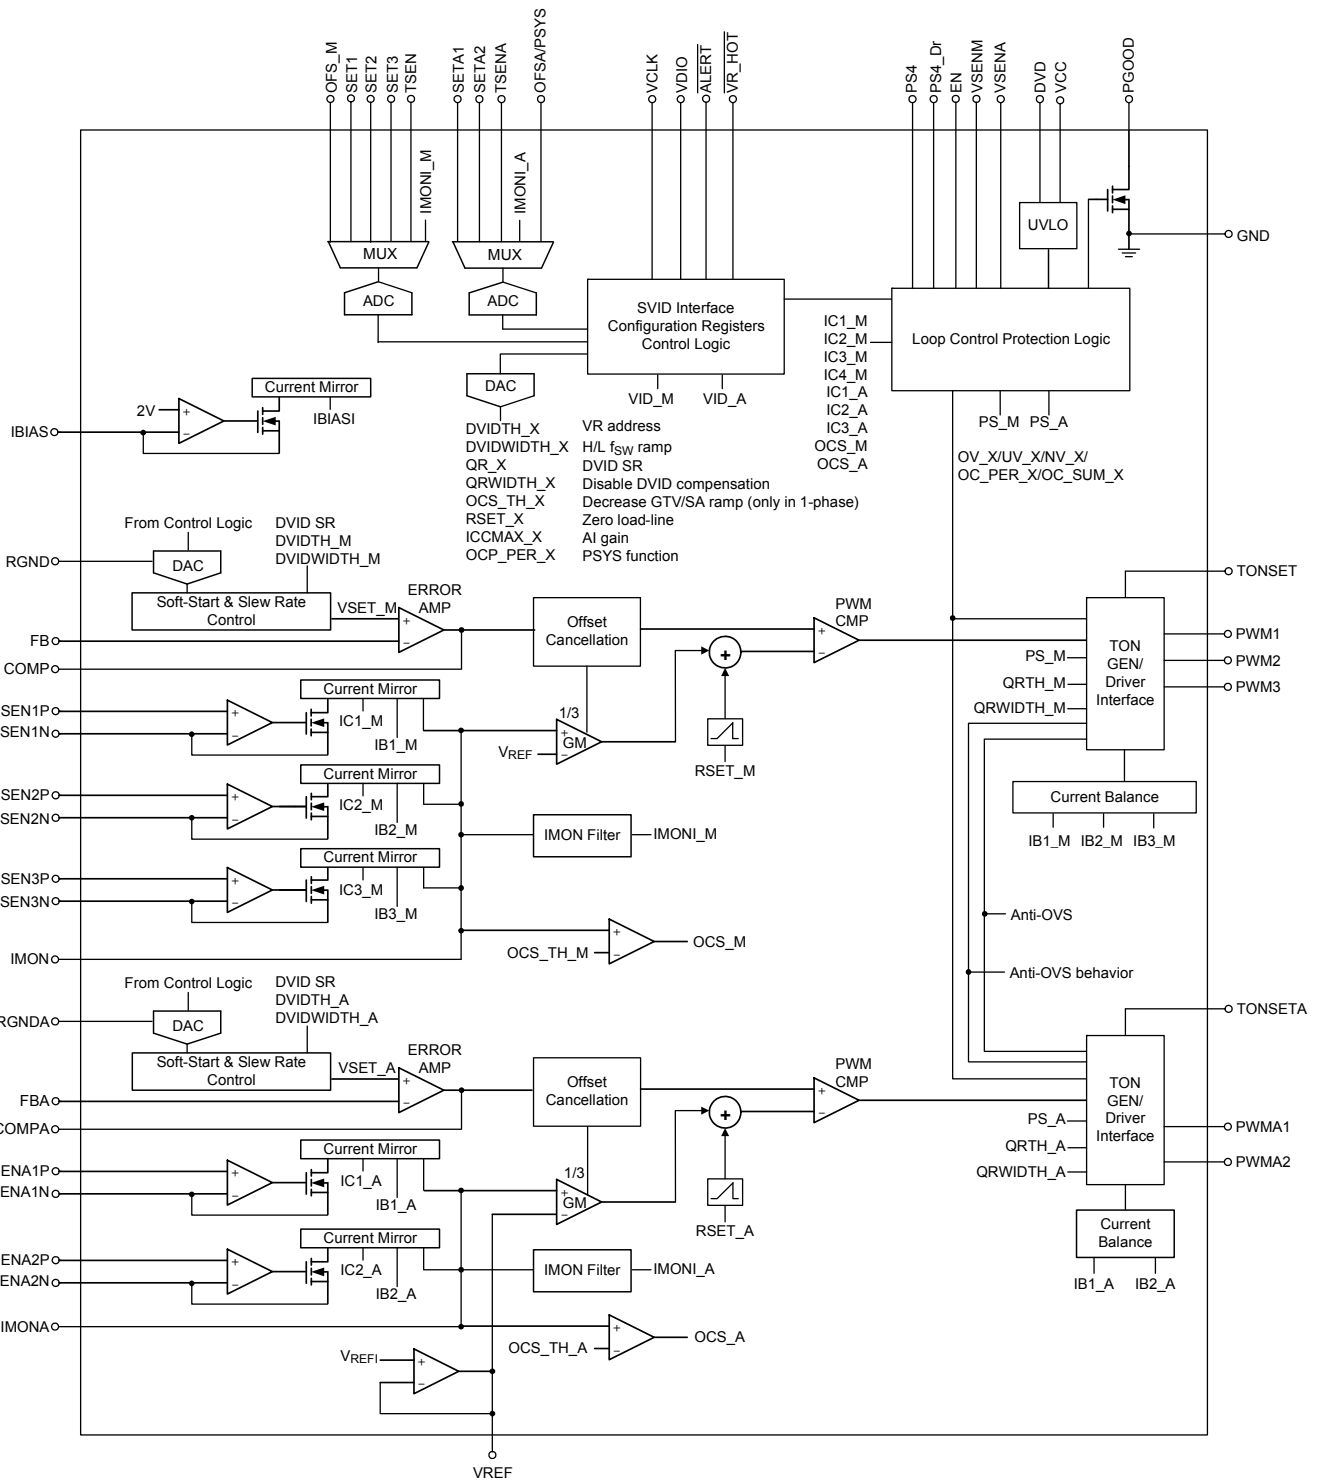 OFS_M
SET1
SET2
SET3
TSEN
IMONI_M
SETA1
SETA2
TSENA
OFSA/PSYS
IMONI_A
VCLK
VDIO
ALERT
VR_HOT
PS4
PS4_Dr
EN
VSENM
VSENA
DVD
VCC
PGOOD
MUX
MUX
UVLO
GND
ADC
ADC
SVID Interface
Configuration Registers
Control Logic
Loop Control Protection Logic
IC1_M
IC2_M
IC3_M
IC4_M
IC1_A
IC2_A
IC3_A
OCS_M
OCS_A
DAC
VID_M
VID_A
PS_M
PS_A
OV_X/UV_X/NV_X/
OC_PER_X/OC_SUM_X
IBIAS
2V
+
−
Current Mirror
IBIASI
DVIDTH_X
DVIDWIDTH_X
QR_X
QRWIDTH_X
OCS_TH_X
RSET_X
ICCMAX_X
OCP_PER_X
VR address
H/L fSW ramp
DVID SR
Disable DVID compensation
Decrease GTV/SA ramp (only in 1-phase)
Zero load-line
AI gain
PSYS function
From Control Logic
DVID SR
DVIDTH_M
DVIDWIDTH_M
RGND
DAC
Soft-Start & Slew Rate
Control
VSET_M
ERROR
AMP
+
−
FB
COMP
Offset
Cancellation
PWM
CMP
+
−
+
TONSET
TON
GEN/
Driver
Interface
PWM1
PWM2
PWM3
PS_M
QRTH_M
QRWIDTH_M
SEN1P
SEN1N
+
−
Current Mirror
IC1_M
IB1_M
1/3
+
GM
−
VREF
RSET_M
SEN2P
SEN2N
+
−
Current Mirror
IC2_M
IB2_M
IMON Filter
IMONI_M
Current Balance
IB1_M
IB2_M
IB3_M
SEN3P
SEN3N
+
−
Current Mirror
IC3_M
IB3_M
Anti-OVS
IMON
OCS_TH_M
+
−
OCS_M
Anti-OVS behavior
From Control Logic
DVID SR
DVIDTH_A
DVIDWIDTH_A
RGNDA
DAC
Soft-Start & Slew Rate
Control
VSET_A
ERROR
AMP
+
−
FBA
COMPA
Offset
Cancellation
PWM
CMP
+
−
+
TONSETA
TON
GEN/
Driver
Interface
PS_A
QRTH_A
QRWIDTH_A
PWMA1
PWMA2
ENA1P
ENA1N
+
−
Current Mirror
IC1_A
IB1_A
1/3
+
GM
−
RSET_A
Current
Balance
IB1_A
IB2_A
ENA2P
ENA2N
+
−
Current Mirror
IC2_A
IB2_A
IMON Filter
IMONI_A
IMONA
OCS_TH_A
+
−
OCS_A
VREFI
+
−
VREF